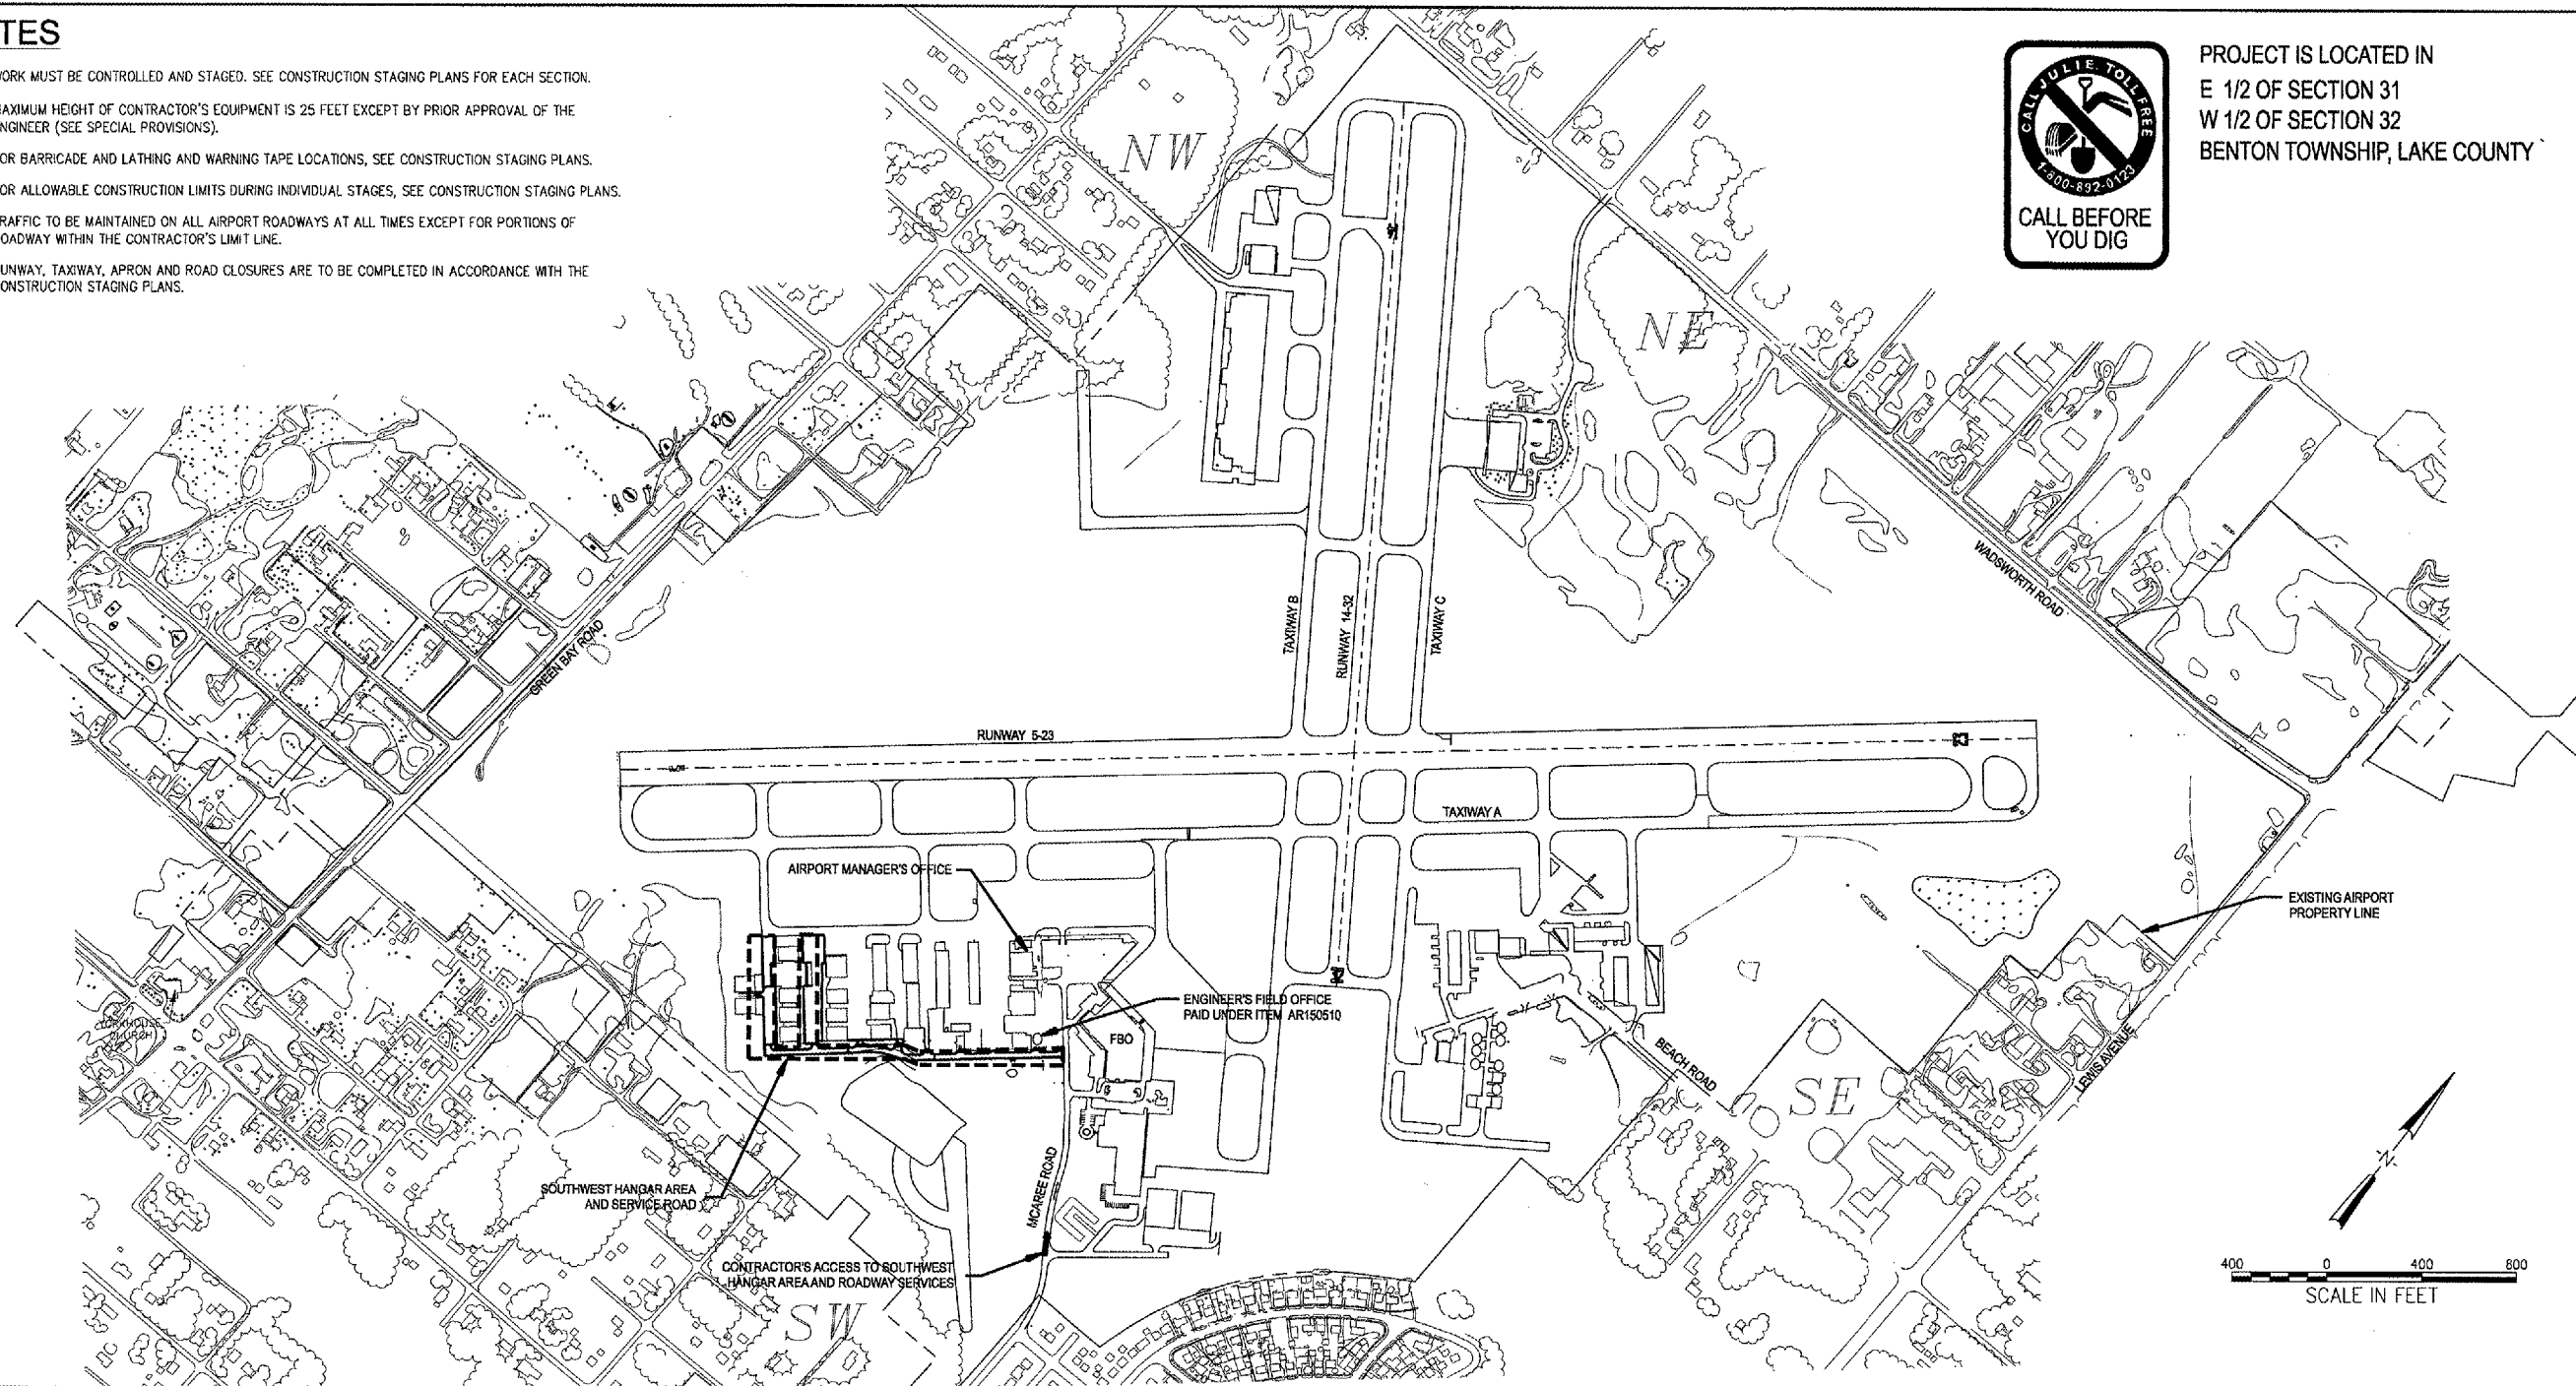 TES
ORK MUST BE CONTROLLED AND STAGED. SEE CONSTRUCTION STAGING PLANS FOR EACH SECTION.
AXIMUM HEIGHT OF CONTRACTOR'S EQUIPMENT IS 25 FEET EXCEPT BY PRIOR APPROVAL OF THE
NGINEER (SEE SPECIAL PROVISIONS).
OR BARRICADE AND LATHING AND WARNING TAPE LOCATIONS, SEE CONSTRUCTION STAGING PLANS.
OR ALLOWABLE CONSTRUCTION LIMITS DURING INDIVIDUAL STAGES, SEE CONSTRUCTION STAGING PLANS.
RAFFIC TO BE MAINTAINED ON ALL AIRPORT ROADWAYS AT ALL TIMES EXCEPT FOR PORTIONS OF
OADWAY WITHIN THE CONTRACTOR'S LIMIT LINE.
UNWAY, TAXIWAY, APRON AND ROAD CLOSURES ARE TO BE COMPLETED IN ACCORDANCE WITH THE
ONSTRUCTION STAGING PLANS.
CALL JULIE TOLL FREE
1-800-892-0123
CALL BEFORE
YOU DIG
PROJECT IS LOCATED IN
E 1/2 OF SECTION 31
W 1/2 OF SECTION 32
BENTON TOWNSHIP, LAKE COUNTY
NW
NE
WADSWORTH ROAD
GREEN BAY ROAD
TAXIWAY B
RUNWAY 14-32
TAXIWAY C
RUNWAY 5-23
TAXIWAY A
AIRPORT MANAGER'S OFFICE
EXISTING AIRPORT
PROPERTY LINE
ENGINEER'S FIELD OFFICE
PAID UNDER ITEM AR150510
FBO
YORKHOUSE
CHURCH
BEACH ROAD
LEWIS AVENUE
SE
SOUTHWEST HANGAR AREA
AND SERVICE ROAD
MCAREE ROAD
CONTRACTOR'S ACCESS TO SOUTHWEST
HANGAR AREA AND ROADWAY SERVICES
SW
N
400 0 400 800
SCALE IN FEET